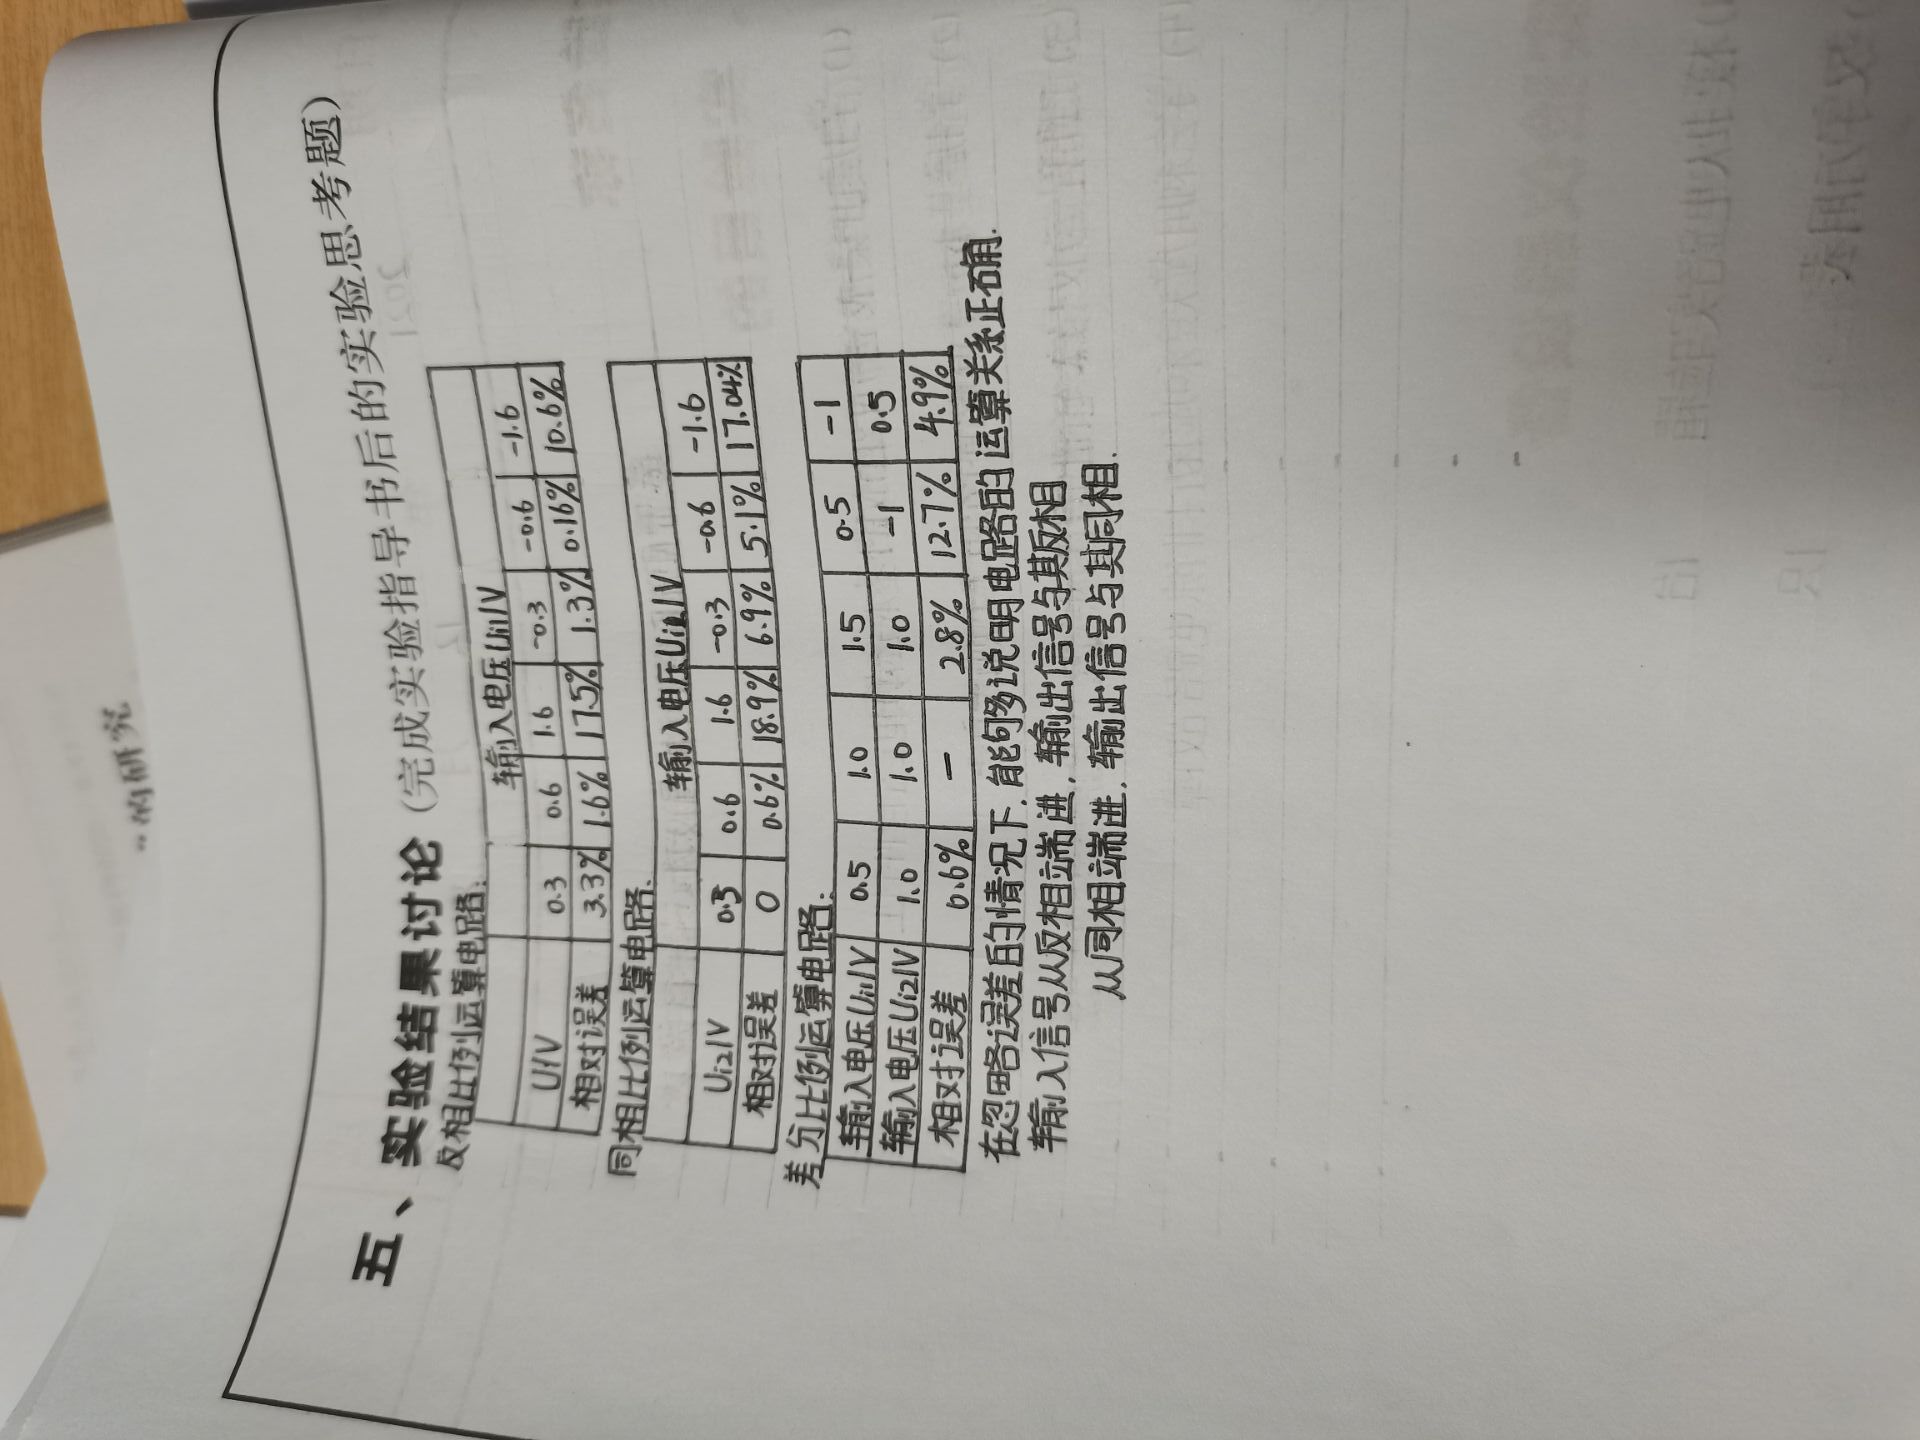 "的研究
五、实验结果讨论(完成实验指导书后的实验思考题)
反相比例运算电路:
输入电压Ui1/V
U/V 0.3 0.6 1.6 -0.3 -0.6 -1.6
相对误差 3.3% 1.6% 17.5% 1.3% 0.16% 10.6%
同相比例运算电路.
输入电压Ui2/V
Ui2/V 0.3 0.6 1.6 -0.3 -0.6 -1.6
相对误差 0 0.6% 18.9% 6.9% 5.1% 17.04%
差分比例运算电路:
输入电压Ui1/V 0.5 1.0 1.5 0.5 -1
输入电压Ui2/V 1.0 1.0 1.0 -1 0.5
相对误差 0.6% — 2.8% 12.7% 4.9%
在忽略误差的情况下,能够说明电路的运算关系正确.
输入信号从反相端进,输出信号与其反相
从同相端进,输出信号与其同相.